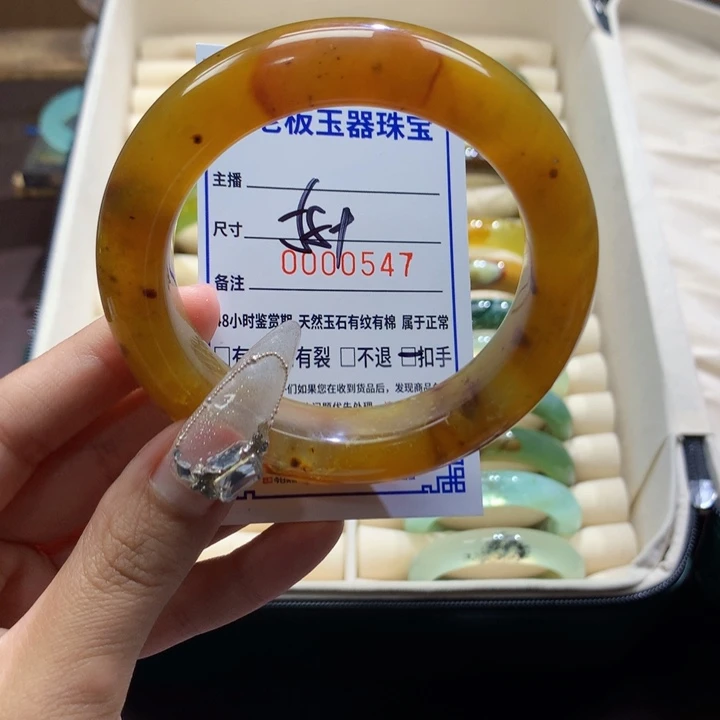 板玉器珠宝
主播
尺寸
0000547
备注
48小时鉴赏期 天然玉石有纹有棉 属于正常
□有 有裂 □不退 □扣手
们如果您在收到货品后，发现商品